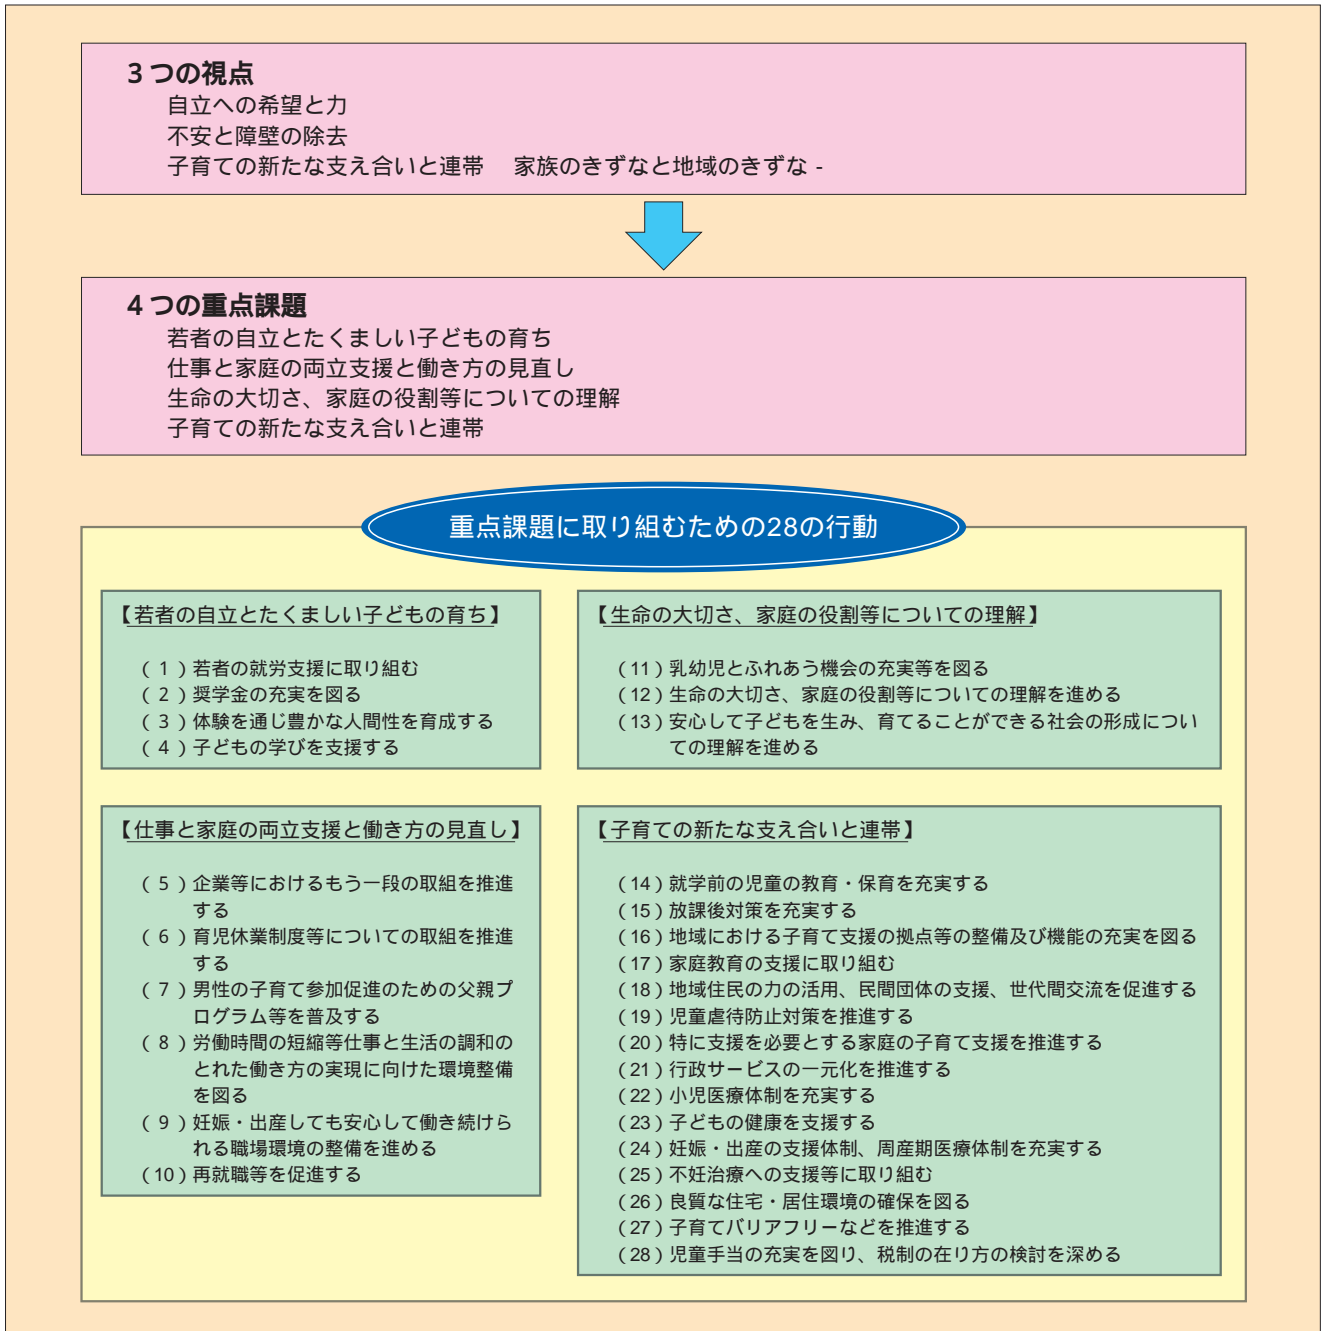 3つの視点
自立への希望と力
不安と障壁の除去
子育ての新たな支え合いと連帯　家族のきずなと地域のきずな -
4つの重点課題
若者の自立とたくましい子どもの育ち
仕事と家庭の両立支援と働き方の見直し
生命の大切さ、家庭の役割等についての理解
子育ての新たな支え合いと連帯
重点課題に取り組むための28の行動
【若者の自立とたくましい子どもの育ち】
（1）若者の就労支援に取り組む
（2）奨学金の充実を図る
（3）体験を通じ豊かな人間性を育成する
（4）子どもの学びを支援する
【生命の大切さ、家庭の役割等についての理解】
（11）乳幼児とふれあう機会の充実等を図る
（12）生命の大切さ、家庭の役割等についての理解を進める
（13）安心して子どもを生み、育てることができる社会の形成につい
ての理解を進める
【仕事と家庭の両立支援と働き方の見直し】
（5）企業等におけるもう一段の取組を推進
する
（6）育児休業制度等についての取組を推進
する
（7）男性の子育て参加促進のための父親プ
ログラム等を普及する
（8）労働時間の短縮等仕事と生活の調和の
とれた働き方の実現に向けた環境整備
を図る
（9）妊娠・出産しても安心して働き続けら
れる職場環境の整備を進める
（10）再就職等を促進する
【子育ての新たな支え合いと連帯】
（14）就学前の児童の教育・保育を充実する
（15）放課後対策を充実する
（16）地域における子育て支援の拠点等の整備及び機能の充実を図る
（17）家庭教育の支援に取り組む
（18）地域住民の力の活用、民間団体の支援、世代間交流を促進する
（19）児童虐待防止対策を推進する
（20）特に支援を必要とする家庭の子育て支援を推進する
（21）行政サービスの一元化を推進する
（22）小児医療体制を充実する
（23）子どもの健康を支援する
（24）妊娠・出産の支援体制、周産期医療体制を充実する
（25）不妊治療への支援等に取り組む
（26）良質な住宅・居住環境の確保を図る
（27）子育てバリアフリーなどを推進する
（28）児童手当の充実を図り、税制の在り方の検討を深める